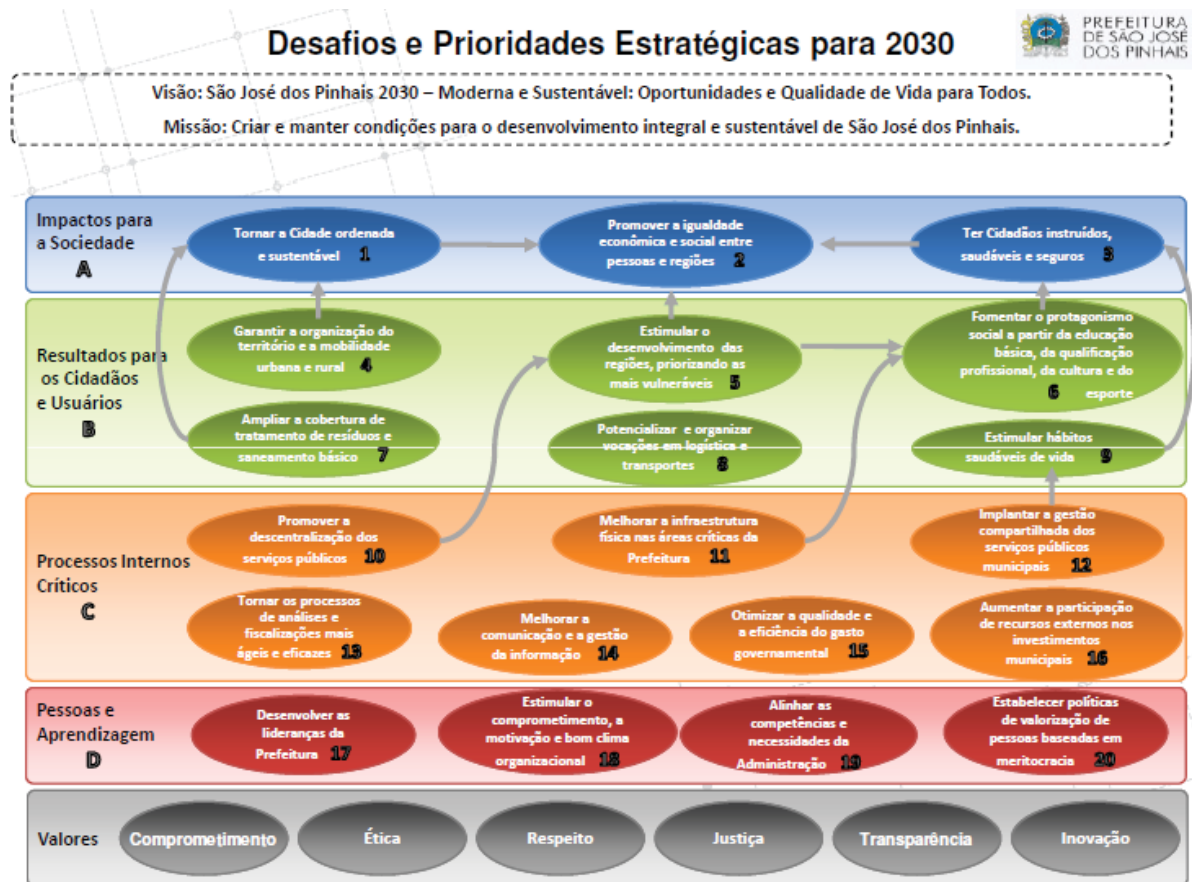 Desafios e Prioridades Estratégicas para 2030
PREFEITURA
DE SÃO JOSÉ
DOS PINHAIS
Visão: São José dos Pinhais 2030 – Moderna e Sustentável: Oportunidades e Qualidade de Vida para Todos.
Missão: Criar e manter condições para o desenvolvimento integral e sustentável de São José dos Pinhais.
Impactos para
a Sociedade
A
Tornar a Cidade ordenada
e sustentável 1
Promover a igualdade
econômica e social entre
pessoas e regiões 2
Ter Cidadãos instruídos,
saudáveis e seguros 3
Resultados para
os Cidadãos
e Usuários
B
Garantir a organização do
território e a mobilidade
urbana e rural 4
Estimular o
desenvolvimento das
regiões, priorizando as
mais vulneráveis 5
Fomentar o protagonismo
social a partir da educação
básica, da qualificação
profissional, da cultura e do
6 esporte
Ampliar a cobertura de
tratamento de resíduos e
saneamento básico 7
Potencializar e organizar
vocações em logística e
transportes 8
Estimular hábitos
saudáveis de vida 9
Processos Internos
Críticos
C
Promover a
descentralização dos
serviços públicos 10
Melhorar a infraestrutura
física nas áreas críticas da
Prefeitura 11
Implantar a gestão
compartilhada dos
serviços públicos
municipais 12
Tornar os processos
de análises e
fiscalizações mais
ágeis e eficazes 13
Melhorar a
comunicação e a gestão
da informação 14
Otimizar a qualidade e
a eficiência do gasto
governamental 15
Aumentar a participação
de recursos externos nos
investimentos
municipais 16
Pessoas e
Aprendizagem
D
Desenvolver as
lideranças da
Prefeitura 17
Estimular o
comprometimento, a
motivação e bom clima
organizacional 18
Alinhar as
competências e
necessidades da
Administração 19
Estabelecer políticas
de valorização de
pessoas baseadas em
meritocracia 20
Valores
Comprometimento
Ética
Respeito
Justiça
Transparência
Inovação